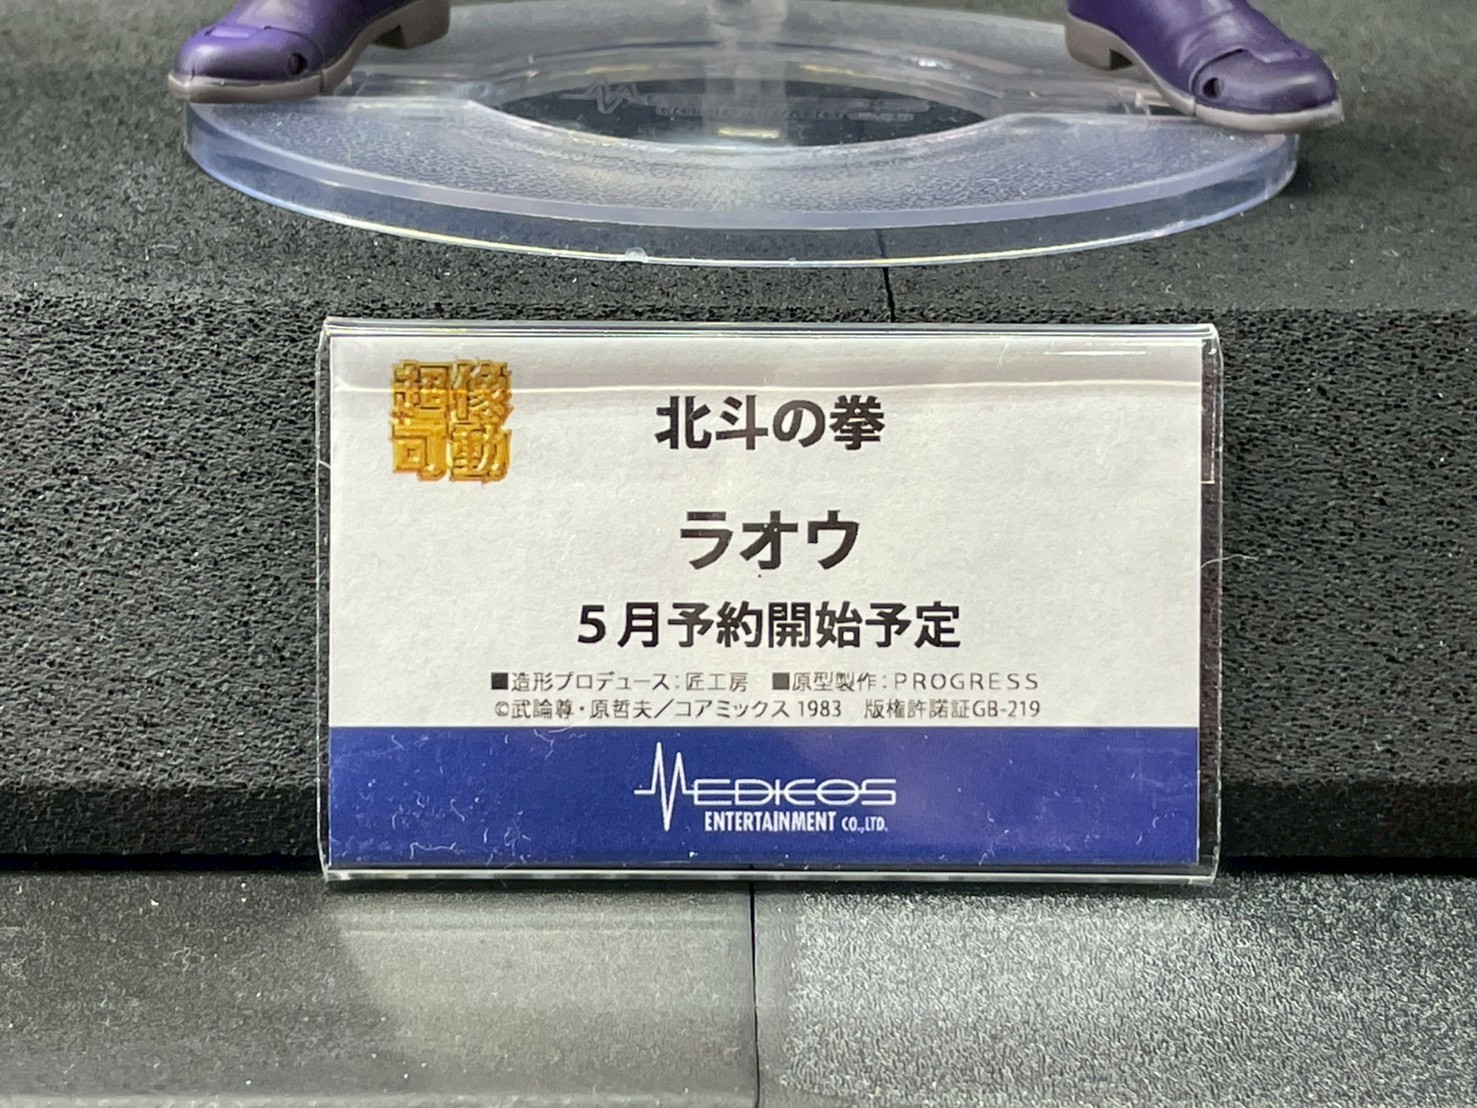 超像
可動
北斗の拳
ラオウ
5月予約開始予定
■造形プロデュース:匠工房 ■原型製作:PROGRESS
©武論尊・原哲夫／コアミックス 1983 版権許諾証GB-219
MEDICOS
ENTERTAINMENT CO.,LTD.